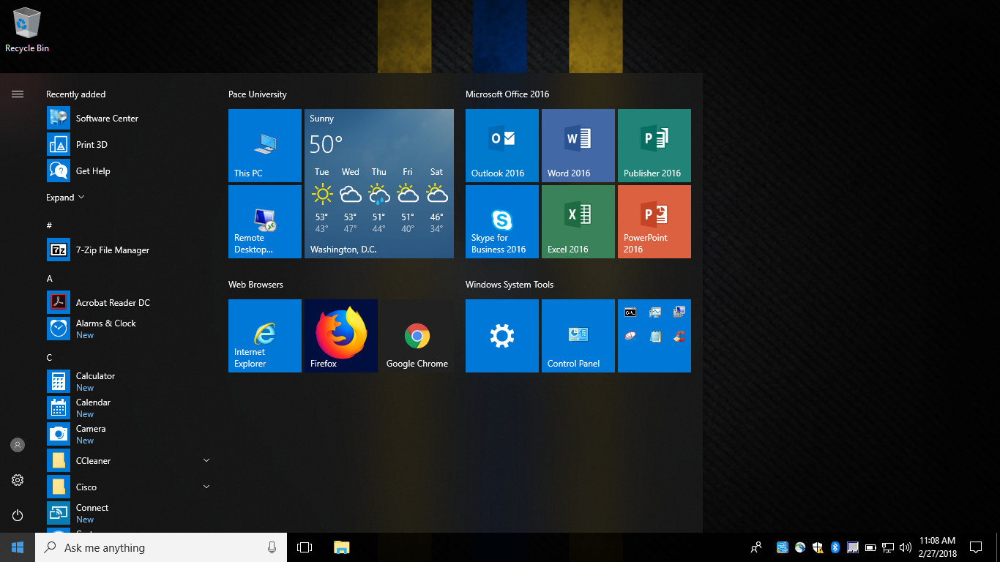 Recycle Bin
Recently added
Software Center
Print 3D
Get Help
Expand
#
7-Zip File Manager
A
Acrobat Reader DC
Alarms & Clock
New
C
Calculator
New
Calendar
New
Camera
New
CCleaner
Cisco
Connect
New
Pace University
This PC
Sunny
50°
Tue Wed Thu Fri Sat
53° 53° 51° 51° 46°
43° 47° 44° 40° 34°
Washington, D.C.
Remote
Desktop...
Microsoft Office 2016
Outlook 2016
Word 2016
Publisher 2016
Skype for
Business 2016
Excel 2016
PowerPoint
2016
Web Browsers
Internet
Explorer
Firefox
Google Chrome
Windows System Tools
Control Panel
Ask me anything
11:08 AM
2/27/2018